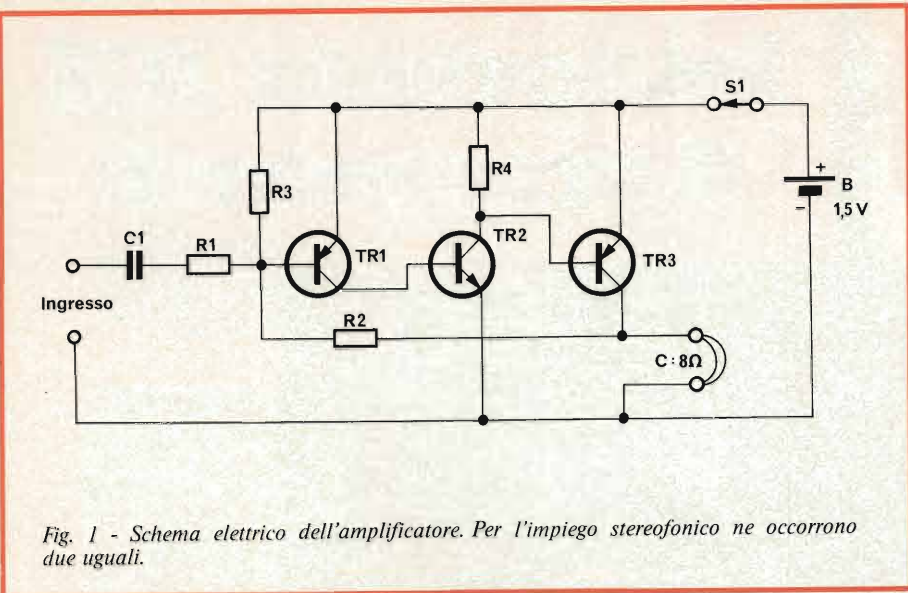 S1
R3
R4
+
B
-
1,5 V
C1
R1
TR1
TR2
TR3
Ingresso
R2
C : 8Ω
Fig. 1 - Schema elettrico dell'amplificatore. Per l'impiego stereofonico ne occorrono
due uguali.